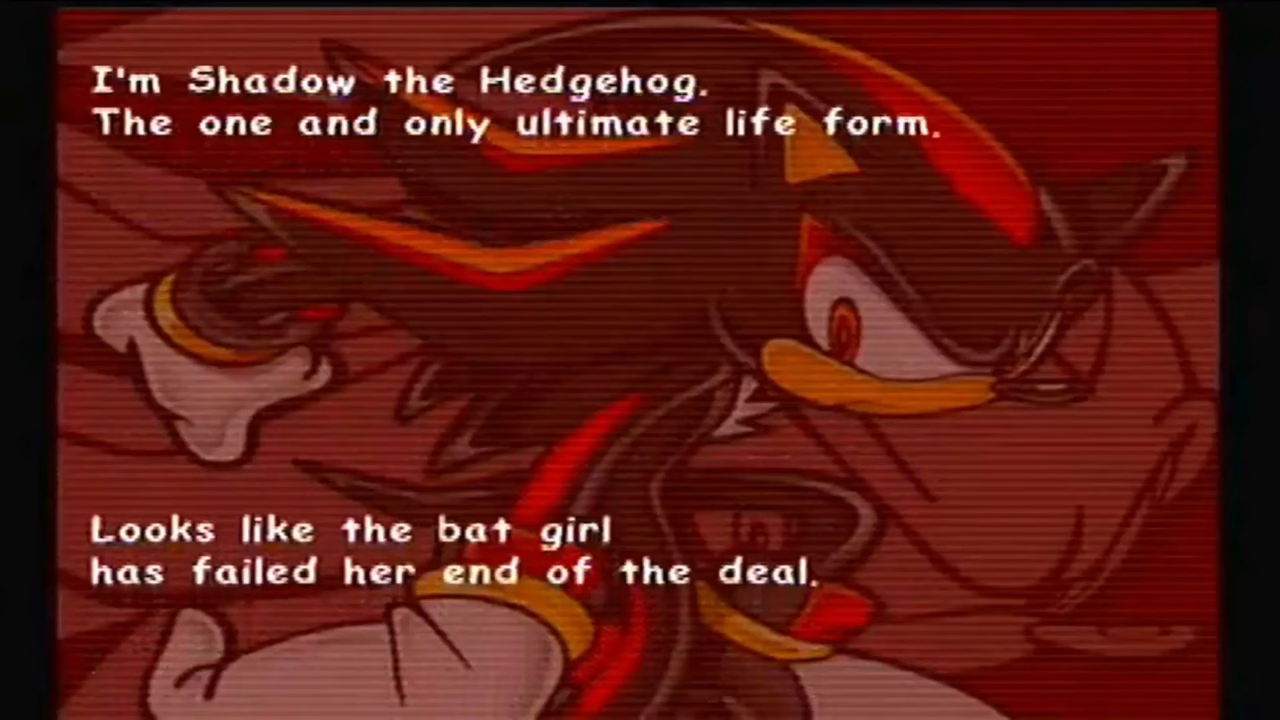 I'm Shadow the Hedgehog.
The one and only ultimate life form.
Looks like the bat girl
has failed her end of the deal.